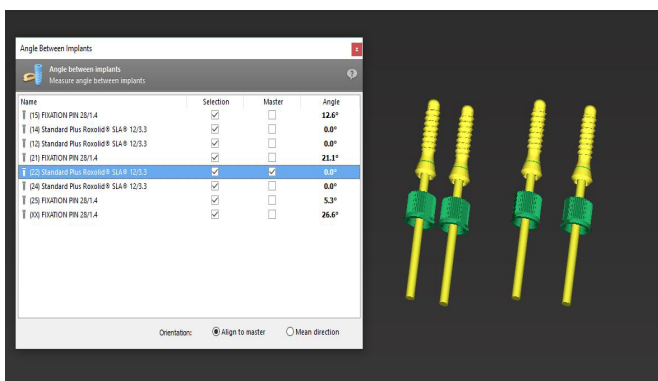 Angle Between Implants
x
Angle between implants
Measure angle between implants
?
Name Selection Master Angle
(15) FIXATION PIN 28/1.4 12.6°
(14) Standard Plus Roxolid® SLA® 12/3.3 0.0°
(12) Standard Plus Roxolid® SLA® 12/3.3 0.0°
(21) FIXATION PIN 28/1.4 21.1°
(22) Standard Plus Roxolid® SLA® 12/3.3 0.0°
(24) Standard Plus Roxolid® SLA® 12/3.3 0.0°
(25) FIXATION PIN 28/1.4 5.3°
(XX) FIXATION PIN 28/1.4 26.6°
Orientation: Align to master Mean direction